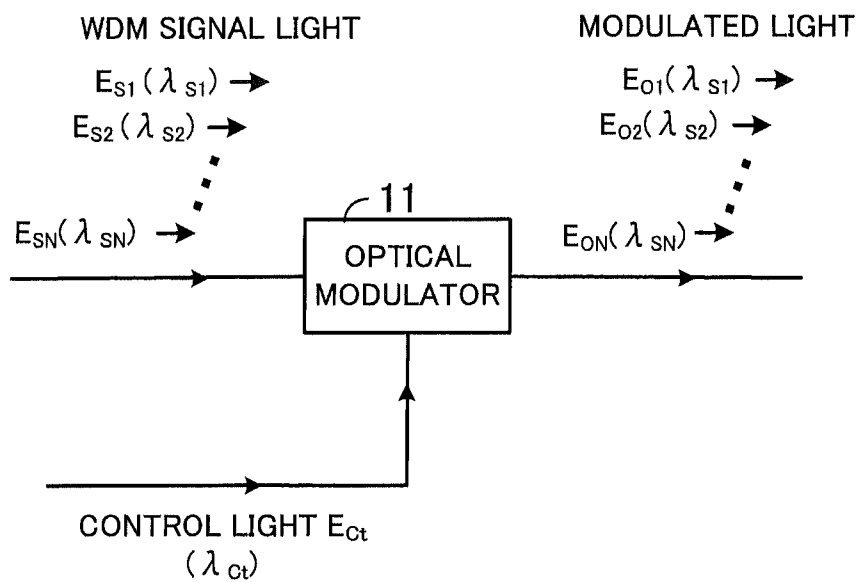 WDM SIGNAL LIGHT
E_S1(λ_S1)
E_S2(λ_S2)
E_SN(λ_SN)
MODULATED LIGHT
E_O1(λ_S1)
E_O2(λ_S2)
E_ON(λ_SN)
11
OPTICAL
MODULATOR
CONTROL LIGHT E_Ct
(λ_Ct)